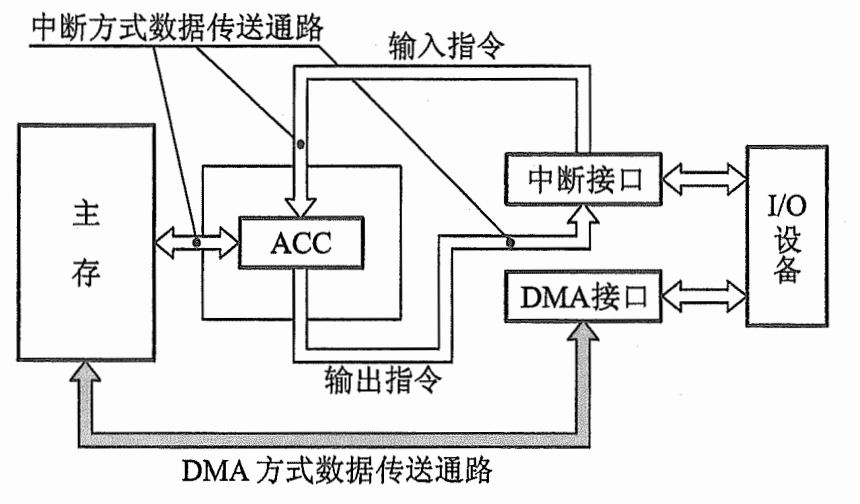 中断方式数据传送通路
输入指令
主
存
ACC
中断接口
I/O
设
备
DMA接口
输出指令
DMA 方式数据传送通路